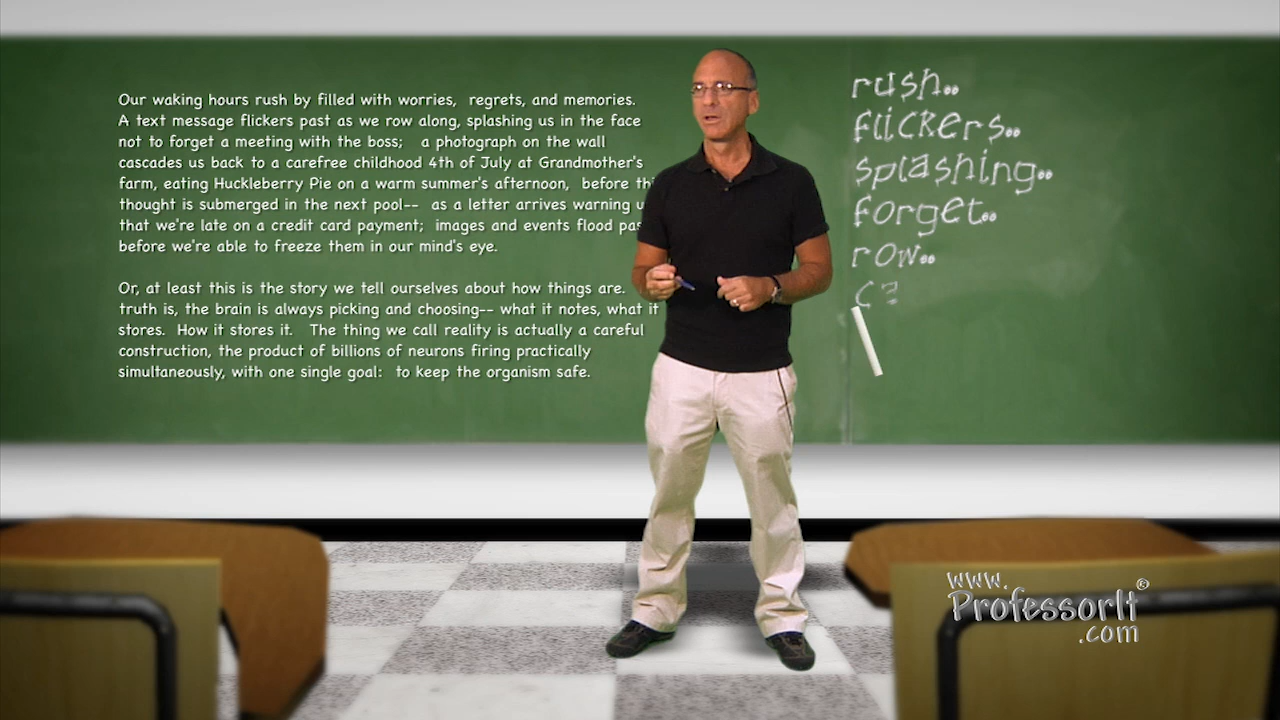 Our waking hours rush by filled with worries, regrets, and memories.
A text message flickers past as we row along, splashing us in the face
not to forget a meeting with the boss; a photograph on the wall
cascades us back to a carefree childhood 4th of July at Grandmother's
farm, eating Huckleberry Pie on a warm summer's afternoon, before thi
thought is submerged in the next pool-- as a letter arrives warning u
that we're late on a credit card payment; images and events flood pas
before we're able to freeze them in our mind's eye.
Or, at least this is the story we tell ourselves about how things are.
truth is, the brain is always picking and choosing-- what it notes, what it
stores. How it stores it. The thing we call reality is actually a careful
construction, the product of billions of neurons firing practically
simultaneously, with one single goal: to keep the organism safe.
rush..
flickers..
splashing..
forget..
row..
C?
www.
ProfessorIt®
.com